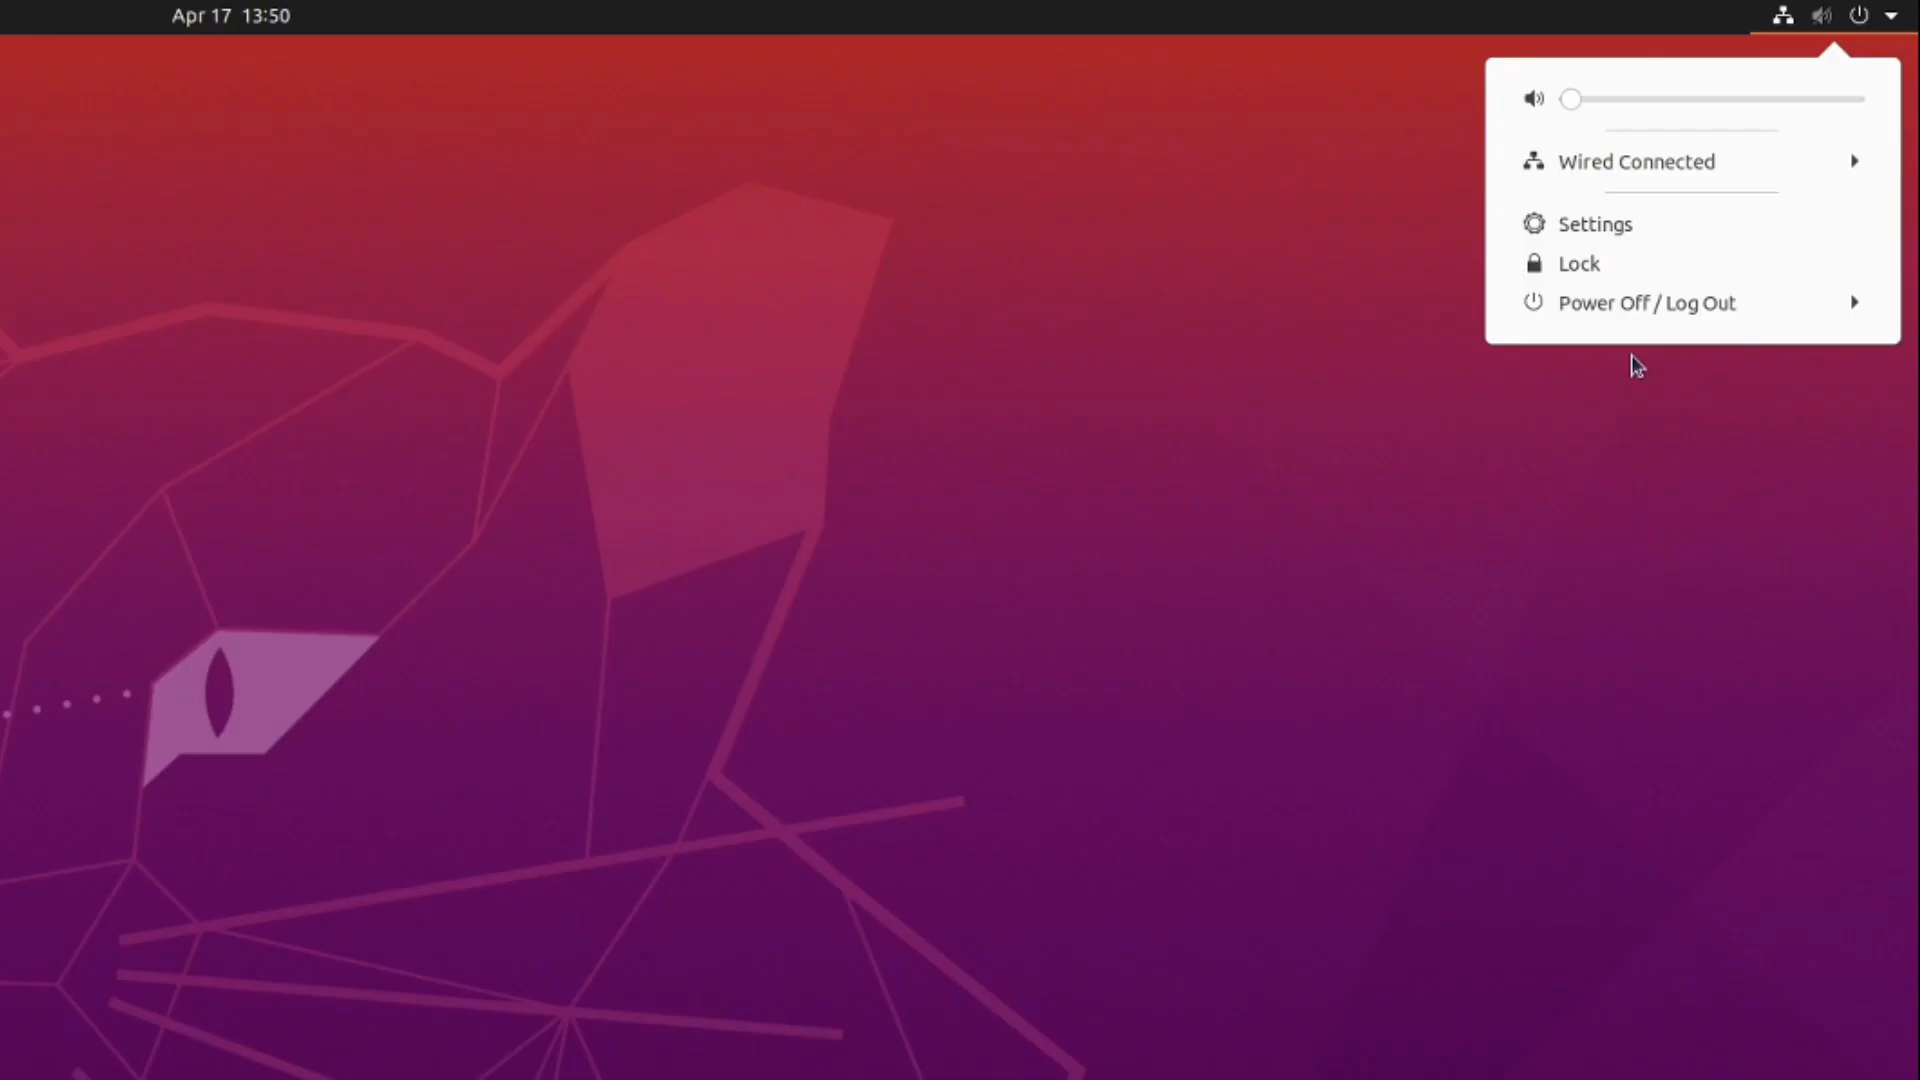 Apr 17 13:50
Wired Connected
Settings
Lock
Power Off / Log Out